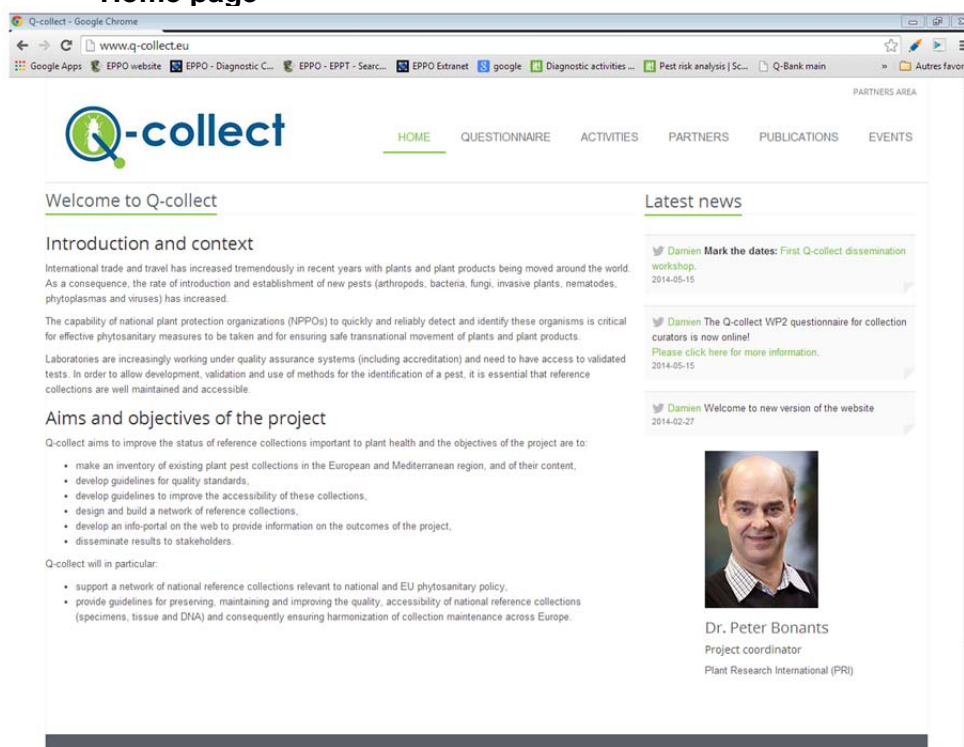 Home page
Q-collect - Google Chrome
www.q-collect.eu
Google Apps EPPO website EPPO - Diagnostic C... EPPO - EPPT - Searc... EPPO Extranet google Diagnostic activities ... Pest risk analysis | Sc... Q-Bank main » Autres favor
PARTNERS AREA
Q-collect
HOME QUESTIONNAIRE ACTIVITIES PARTNERS PUBLICATIONS EVENTS
Welcome to Q-collect
Introduction and context
International trade and travel has increased tremendously in recent years with plants and plant products being moved around the world.
As a consequence, the rate of introduction and establishment of new pests (arthropods, bacteria, fungi, invasive plants, nematodes,
phytoplasmas and viruses) has increased.
The capability of national plant protection organizations (NPPOs) to quickly and reliably detect and identify these organisms is critical
for effective phytosanitary measures to be taken and for ensuring safe transnational movement of plants and plant products.
Laboratories are increasingly working under quality assurance systems (including accreditation) and need to have access to validated
tests. In order to allow development, validation and use of methods for the identification of a pest, it is essential that reference
collections are well maintained and accessible.
Aims and objectives of the project
Q-collect aims to improve the status of reference collections important to plant health and the objectives of the project are to:
• make an inventory of existing plant pest collections in the European and Mediterranean region, and of their content,
• develop guidelines for quality standards,
• develop guidelines to improve the accessibility of these collections,
• design and build a network of reference collections,
• develop an info-portal on the web to provide information on the outcomes of the project,
• disseminate results to stakeholders.
Q-collect will in particular:
• support a network of national reference collections relevant to national and EU phytosanitary policy,
• provide guidelines for preserving, maintaining and improving the quality, accessibility of national reference collections
(specimens, tissue and DNA) and consequently ensuring harmonization of collection maintenance across Europe.
Latest news
Damien Mark the dates: First Q-collect dissemination
workshop.
2014-05-15
Damien The Q-collect WP2 questionnaire for collection
curators is now online!
Please click here for more information.
2014-05-15
Damien Welcome to new version of the website
2014-02-27
Dr. Peter Bonants
Project coordinator
Plant Research International (PRI)